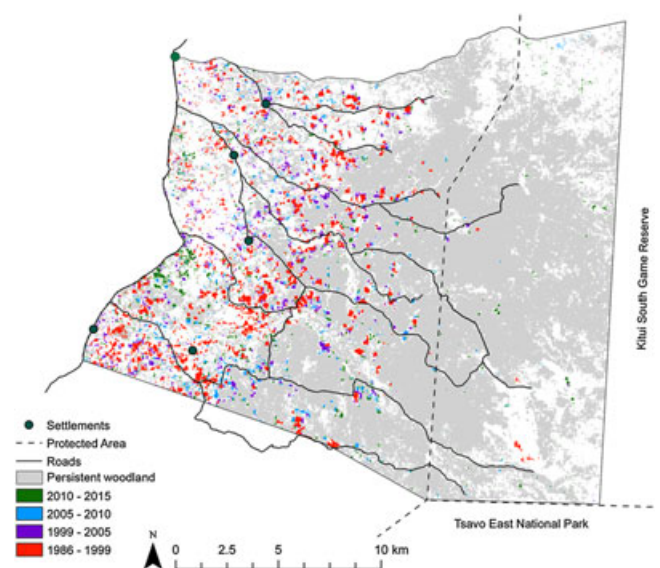 Kitui South Game Reserve
Settlements
Protected Area
Roads
Persistent woodland
2010 - 2015
2005 - 2010
1999 - 2005
1986 - 1999
Tsavo East National Park
N
0 2.5 5 10 km